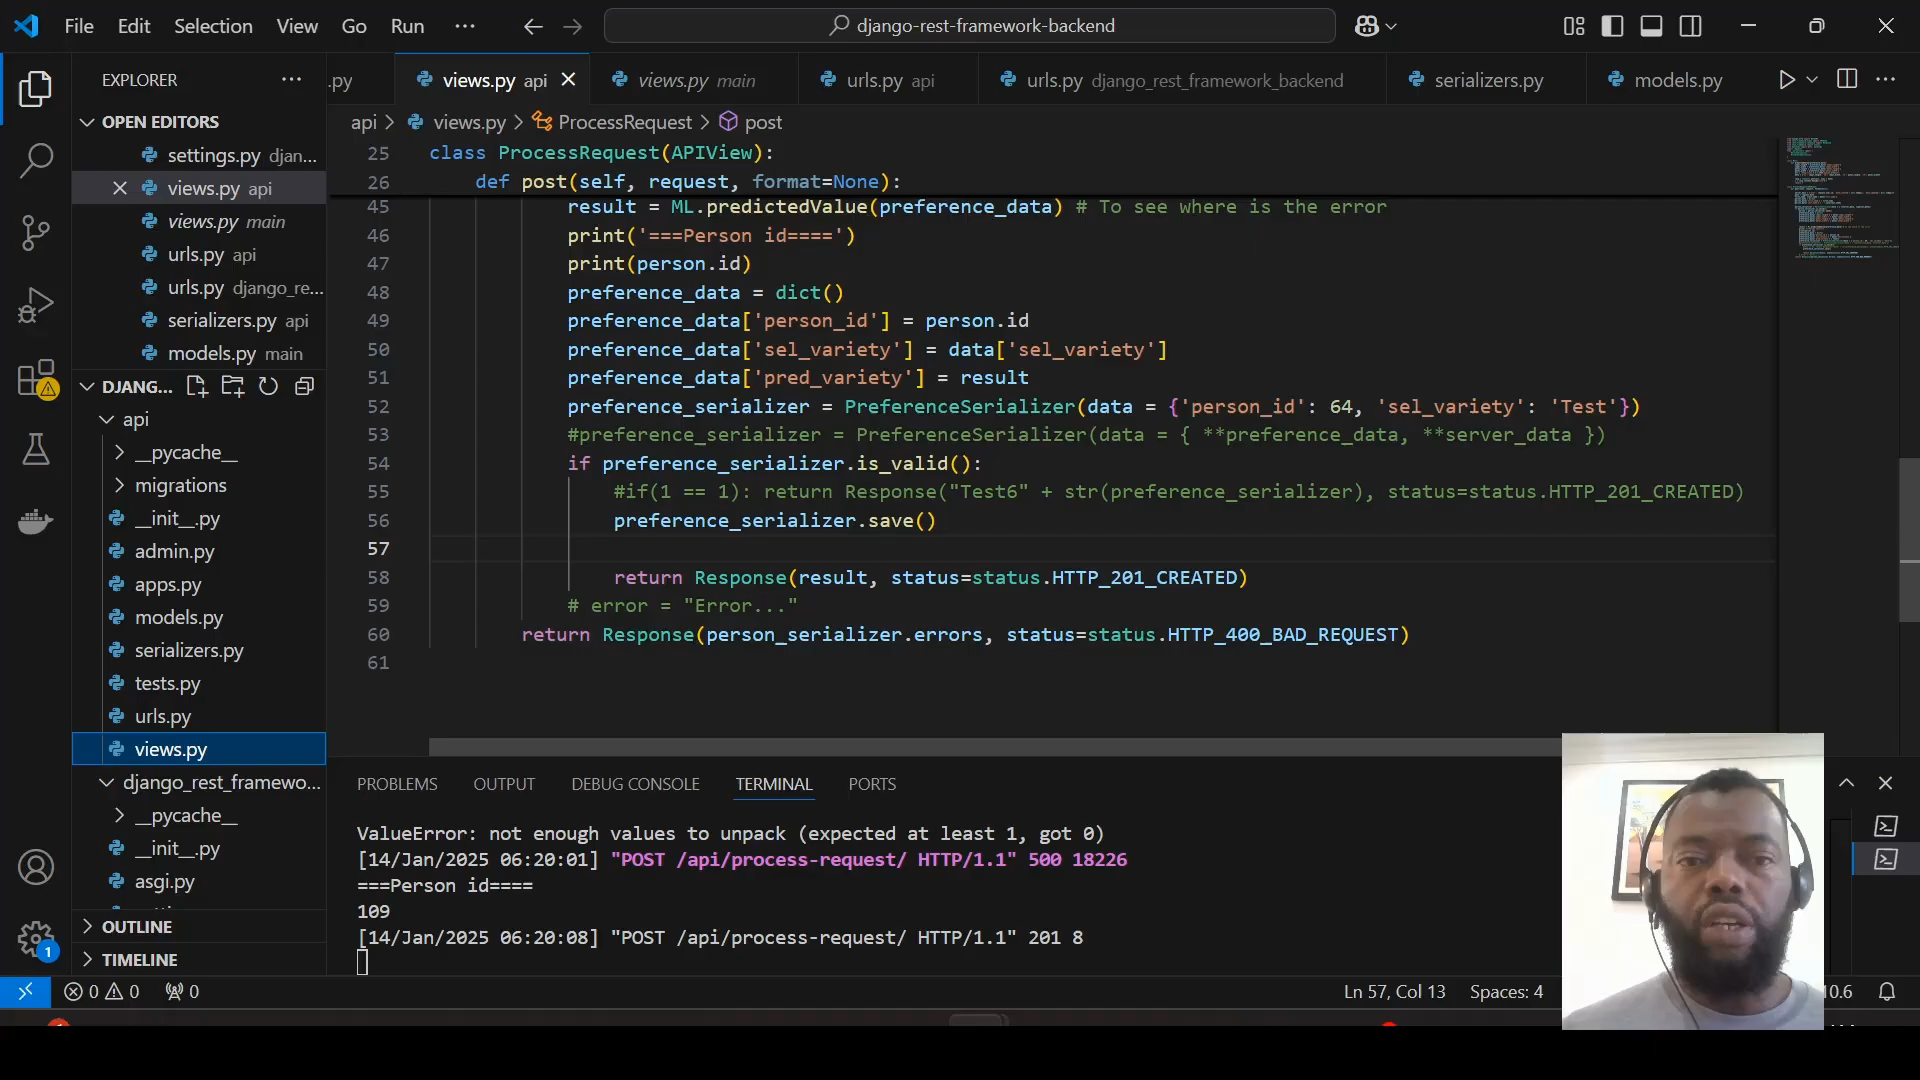 File Edit Selection View Go Run ··· django-rest-framework-backend
EXPLORER
OPEN EDITORS
settings.py djan...
views.py api
views.py main
urls.py api
urls.py django_re...
serializers.py api
models.py main
DJANG...
api
__pycache__
migrations
__init__.py
admin.py
apps.py
models.py
serializers.py
tests.py
urls.py
views.py
django_rest_framewo...
__pycache__
__init__.py
asgi.py
OUTLINE
TIMELINE
.py views.py api views.py main urls.py api urls.py django_rest_framework_backend serializers.py models.py
api > views.py > ProcessRequest > post
25 class ProcessRequest(APIView):
26 def post(self, request, format=None):
45 result = ML.predictedValue(preference_data) # To see where is the error
46 print('===Person id====')
47 print(person.id)
48 preference_data = dict()
49 preference_data['person_id'] = person.id
50 preference_data['sel_variety'] = data['sel_variety']
51 preference_data['pred_variety'] = result
52 preference_serializer = PreferenceSerializer(data = {'person_id': 64, 'sel_variety': 'Test'})
53 #preference_serializer = PreferenceSerializer(data = { **preference_data, **server_data })
54 if preference_serializer.is_valid():
55 #if(1 == 1): return Response("Test6" + str(preference_serializer), status=status.HTTP_201_CREATED)
56 preference_serializer.save()
57
58 return Response(result, status=status.HTTP_201_CREATED)
59 # error = "Error..."
60 return Response(person_serializer.errors, status=status.HTTP_400_BAD_REQUEST)
61
PROBLEMS OUTPUT DEBUG CONSOLE TERMINAL PORTS
ValueError: not enough values to unpack (expected at least 1, got 0)
[14/Jan/2025 06:20:01] "POST /api/process-request/ HTTP/1.1" 500 18226
===Person id====
109
[14/Jan/2025 06:20:08] "POST /api/process-request/ HTTP/1.1" 201 8
1
0 0 0 Ln 57, Col 13 Spaces: 4 10.6